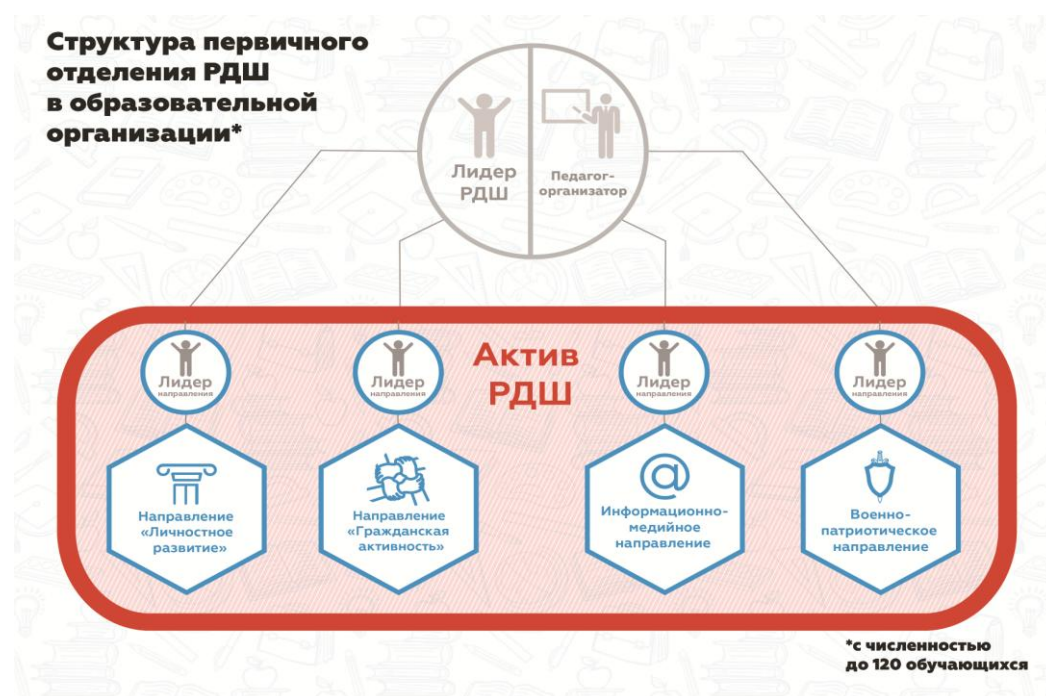 Структура первичного
отделения РДШ
в образовательной
организации*
Лидер
РДШ
Педагог-
организатор
Актив
РДШ
Лидер
направления
Лидер
направления
Лидер
направления
Лидер
направления
Направление
«Личностное
развитие»
Направление
«Гражданская
активность»
Информационно-
медийное
направление
Военно-
патриотическое
направление
*с численностью
до 120 обучающихся